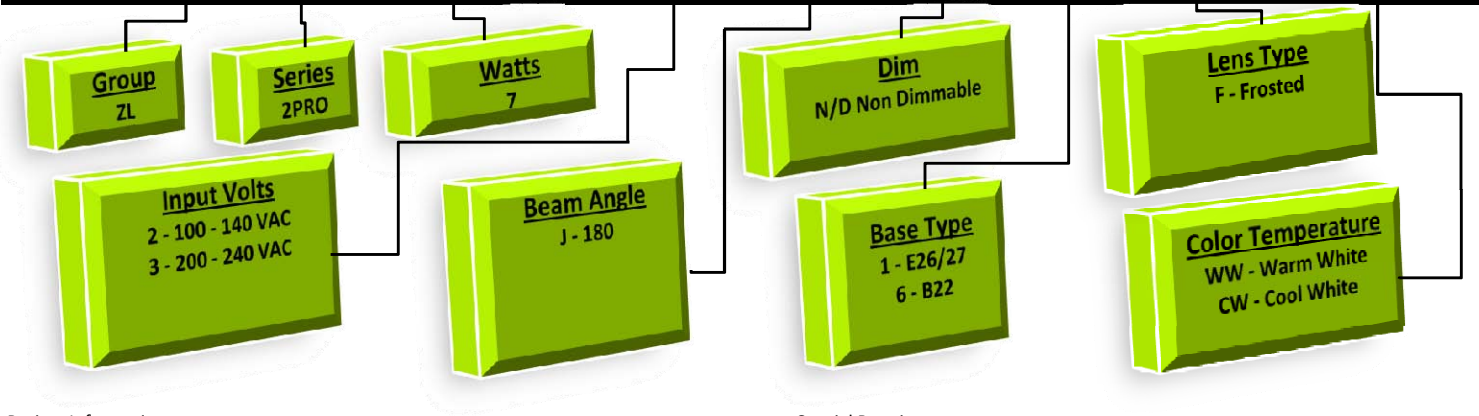 Group
ZL
Series
2PRO
Watts
7
Dim
N/D Non Dimmable
Lens Type
F - Frosted
Input Volts
2 - 100 - 140 VAC
3 - 200 - 240 VAC
Beam Angle
J - 180
Base Type
1 - E26/27
6 - B22
Color Temperature
WW - Warm White
CW - Cool White